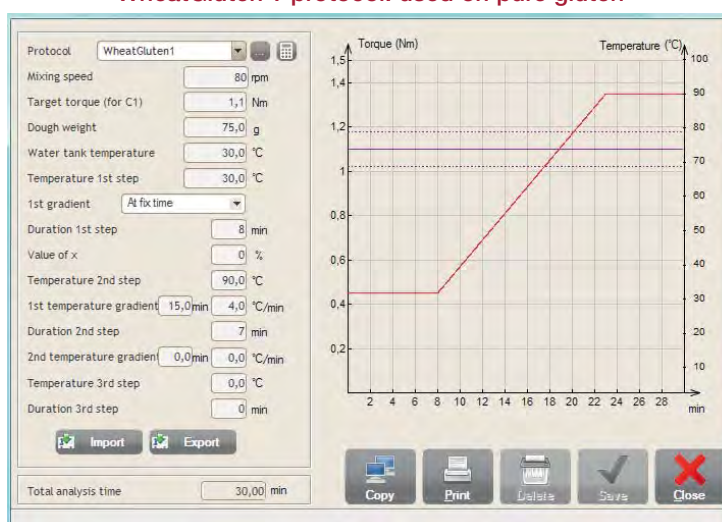 WheatGluten 1 protocol: used on pure gluten
Protocol WheatGluten1 ...
Mixing speed 80 rpm
Target torque (for C1) 1,1 Nm
Dough weight 75,0 g
Water tank temperature 30,0 °C
Temperature 1st step 30,0 °C
1st gradient At fix time
Duration 1st step 8 min
Value of x 0 %
Temperature 2nd step 90,0 °C
1st temperature gradient 15,0 min 4,0 °C/min
Duration 2nd step 7 min
2nd temperature gradient 0,0 min 0,0 °C/min
Temperature 3rd step 0,0 °C
Duration 3rd step 0 min
Import Export
Total analysis time 30,00 min
Torque (Nm) Temperature (°C)
1,5
1,4
1,2
1
0,8
0,6
0,4
0,2
100
90
80
70
60
50
40
30
20
10
2 4 6 8 10 12 14 16 18 20 22 24 26 28
min
Copy Print Delete Save Close